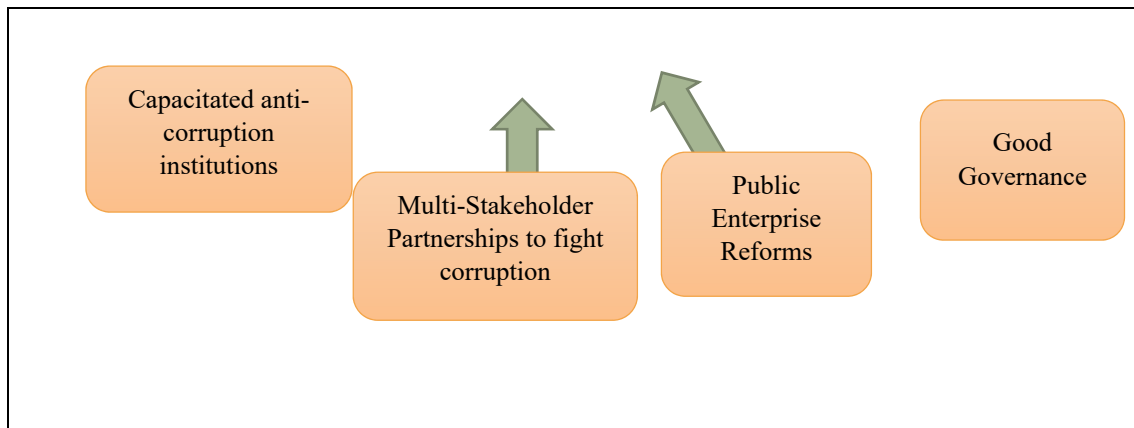 Capacitated anti-
corruption
institutions
Multi-Stakeholder
Partnerships to fight
corruption
Public
Enterprise
Reforms
Good
Governance